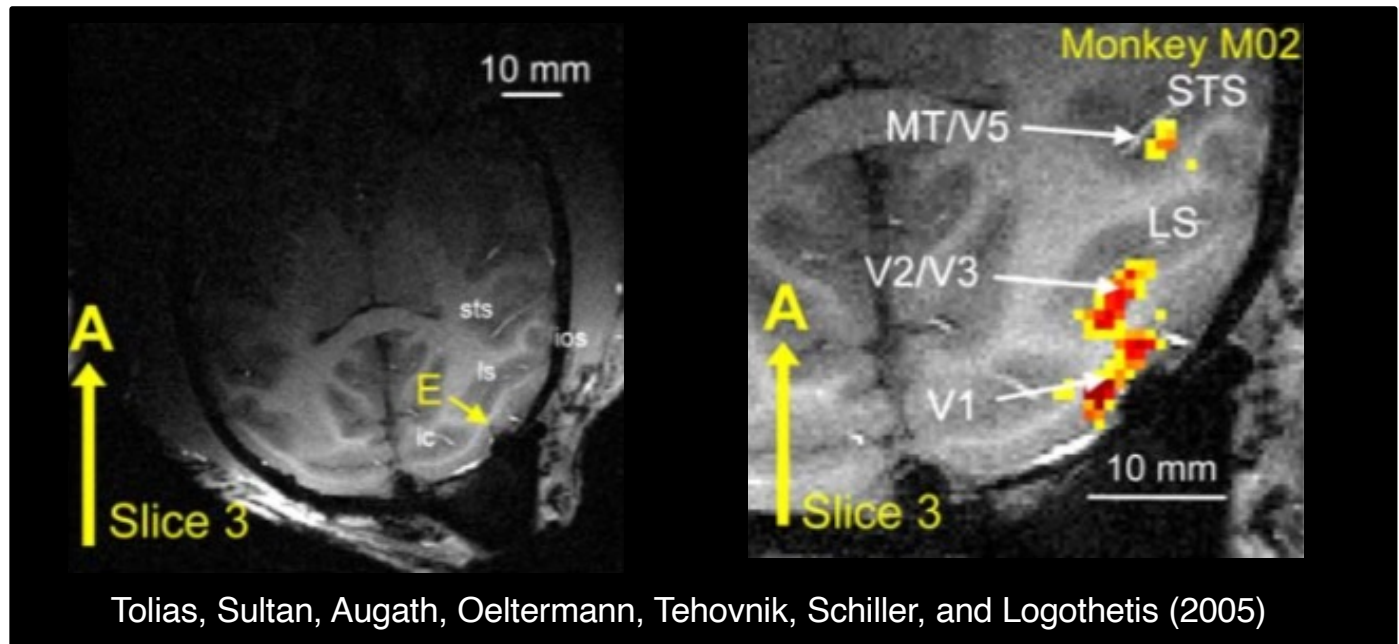 10 mm
sts
ios
ls
E
ic
A
Slice 3
Monkey M02
STS
MT/V5
LS
V2/V3
A
V1
10 mm
Slice 3
Tolias, Sultan, Augath, Oeltermann, Tehovnik, Schiller, and Logothetis (2005)